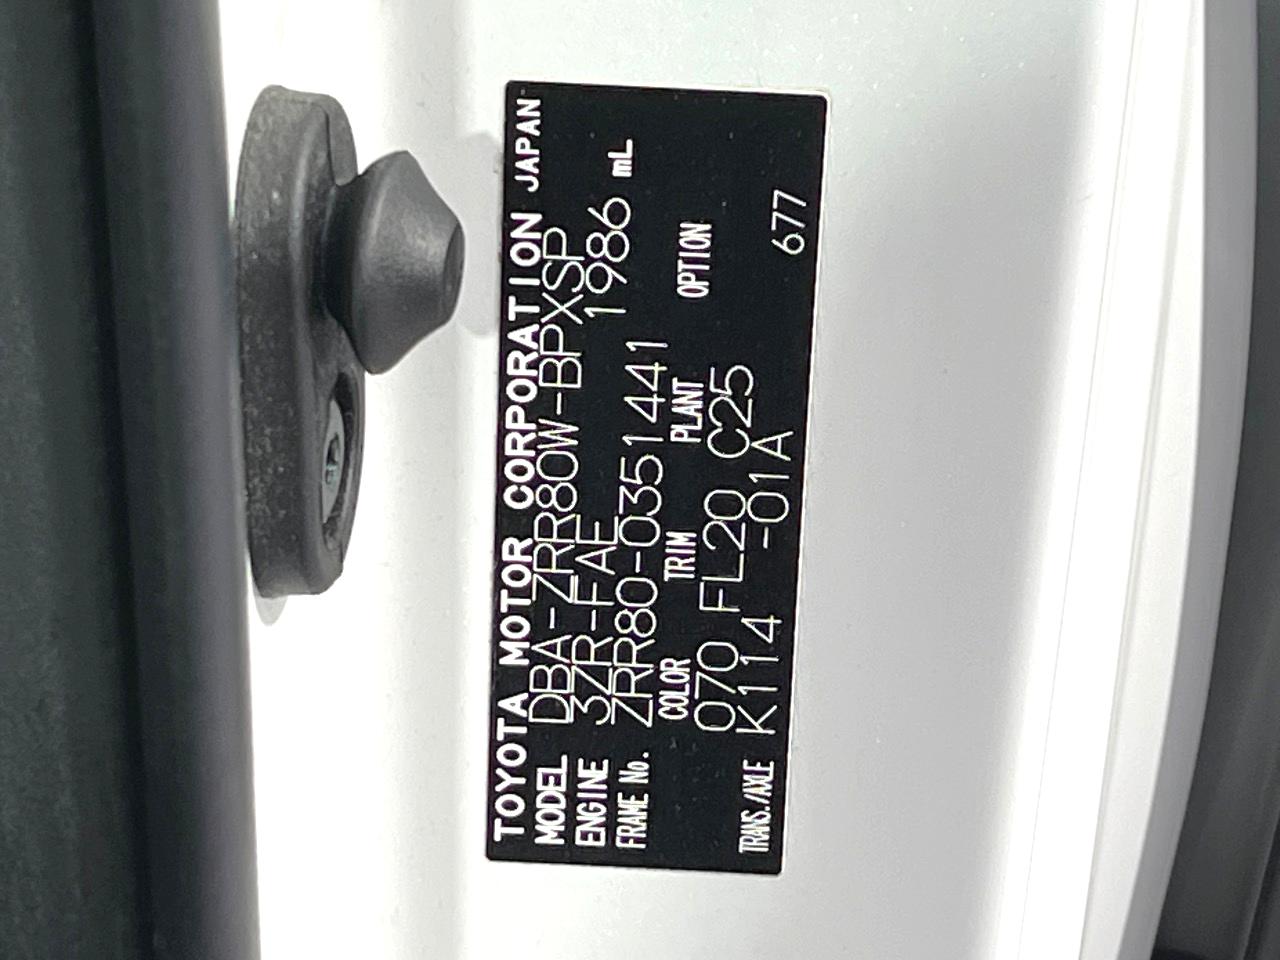 TOYOTA MOTOR CORPORATION JAPAN
MODEL DBA-ZRR80W-BPXSP
ENGINE 3ZR-FAE 1986 mL
FRAME No. ZRR80-0351441
COLOR TRIM PLANT OPTION
070 FL20 C25
TRANS./AXLE K114 -01A 677